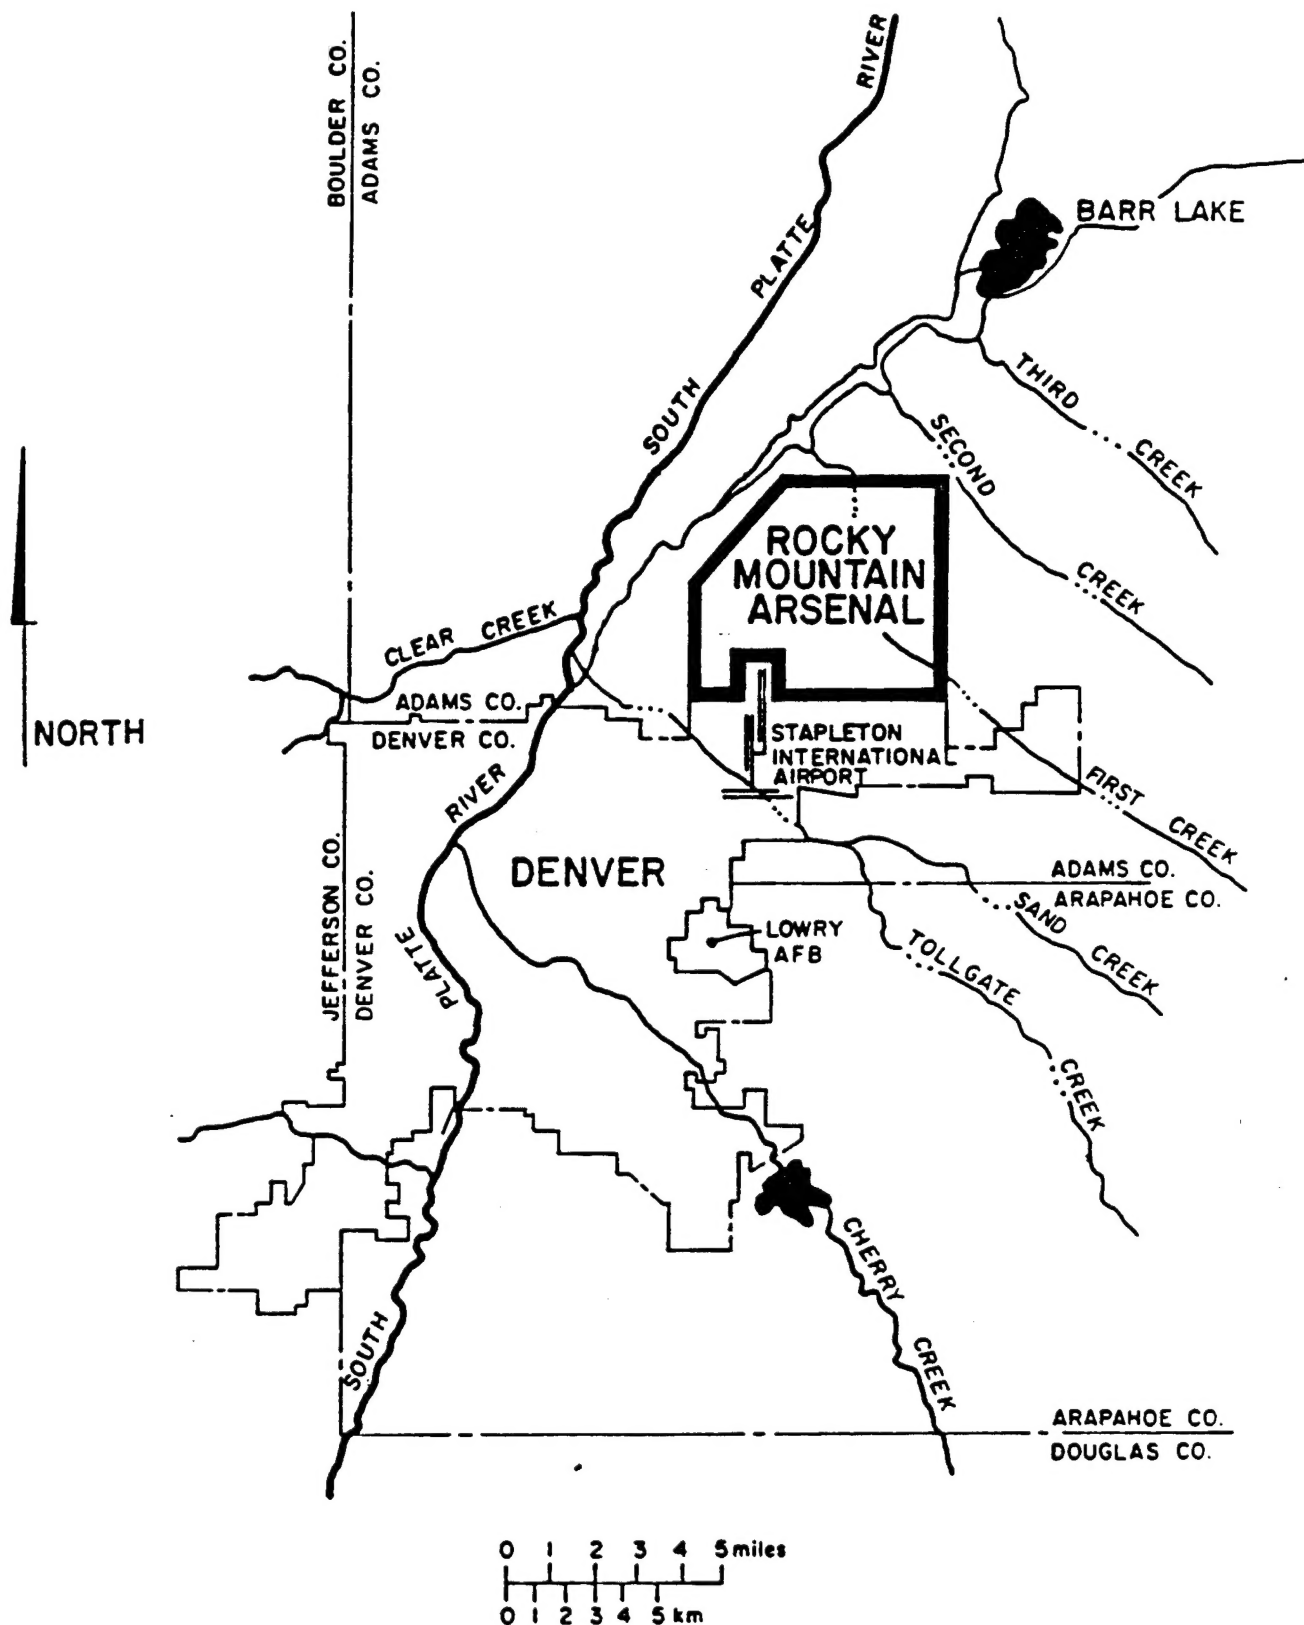 BOULDER CO.
ADAMS CO.
RIVER
PLATTE
SOUTH
BARR LAKE
THIRD
CREEK
SECOND
CREEK
ROCKY
MOUNTAIN
ARSENAL
CLEAR CREEK
NORTH
ADAMS CO.
DENVER CO.
STAPLETON
INTERNATIONAL
AIRPORT
FIRST
CREEK
RIVER
PLATTE
SOUTH
DENVER
JEFFERSON CO.
DENVER CO.
ADAMS CO.
ARAPAHOE CO.
LOWRY
AFB
SAND
CREEK
TOLLGATE
CREEK
CHERRY
CREEK
ARAPAHOE CO.
DOUGLAS CO.
0 1 2 3 4 5 miles
0 1 2 3 4 5 km